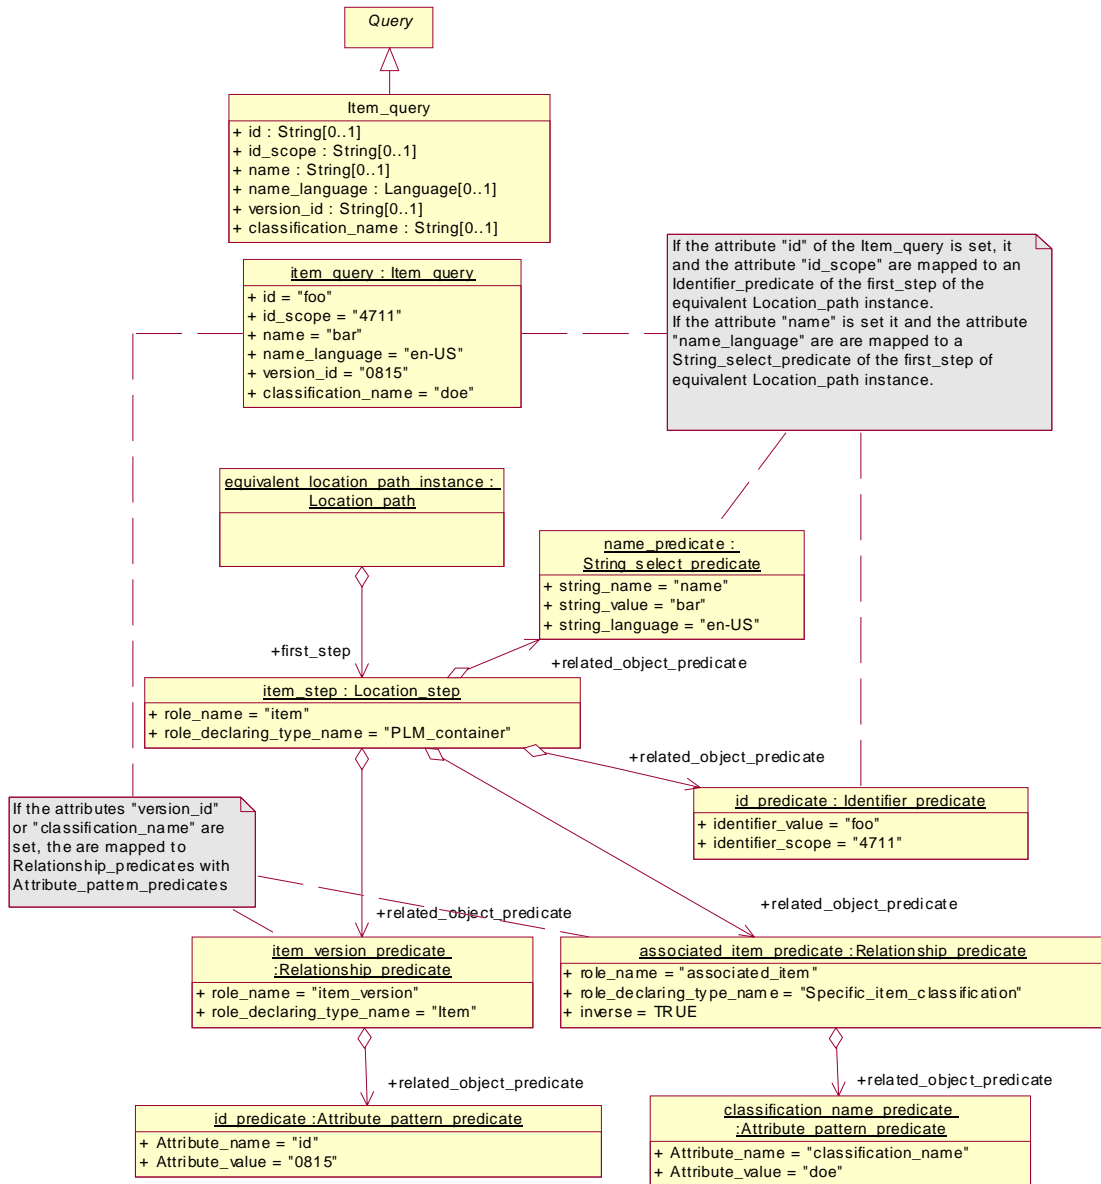 Query
Item_query
+ id : String[0..1]
+ id_scope : String[0..1]
+ name : String[0..1]
+ name_language : Language[0..1]
+ version_id : String[0..1]
+ classification_name : String[0..1]
item_query : Item_query
+ id = "foo"
+ id_scope = "4711"
+ name = "bar"
+ name_language = "en-US"
+ version_id = "0815"
+ classification_name = "doe"
If the attribute "id" of the Item_query is set, it
and the attribute "id_scope" are mapped to an
Identifier_predicate of the first_step of the
equivalent Location_path instance.
If the attribute "name" is set it and the attribute
"name_language" are are mapped to a
String_select_predicate of the first_step of
equivalent Location_path instance.
equivalent_location_path_instance :
Location_path
name_predicate :
String_select_predicate
+ string_name = "name"
+ string_value = "bar"
+ string_language = "en-US"
+first_step
+related_object_predicate
item_step : Location_step
+ role_name = "item"
+ role_declaring_type_name = "PLM_container"
+related_object_predicate
id_predicate : Identifier_predicate
+ identifier_value = "foo"
+ identifier_scope = "4711"
If the attributes "version_id"
or "classification_name" are
set, the are mapped to
Relationship_predicates with
Attribute_pattern_predicates
+related_object_predicate
+related_object_predicate
item_version_predicate
:Relationship_predicate
+ role_name = "item_version"
+ role_declaring_type_name = "Item"
associated_item_predicate :Relationship_predicate
+ role_name = "associated_item"
+ role_declaring_type_name = "Specific_item_classification"
+ inverse = TRUE
+related_object_predicate
+related_object_predicate
id_predicate :Attribute_pattern_predicate
+ Attribute_name = "id"
+ Attribute_value = "0815"
classification_name_predicate
:Attribute_pattern_predicate
+ Attribute_name = "classification_name"
+ Attribute_value = "doe"